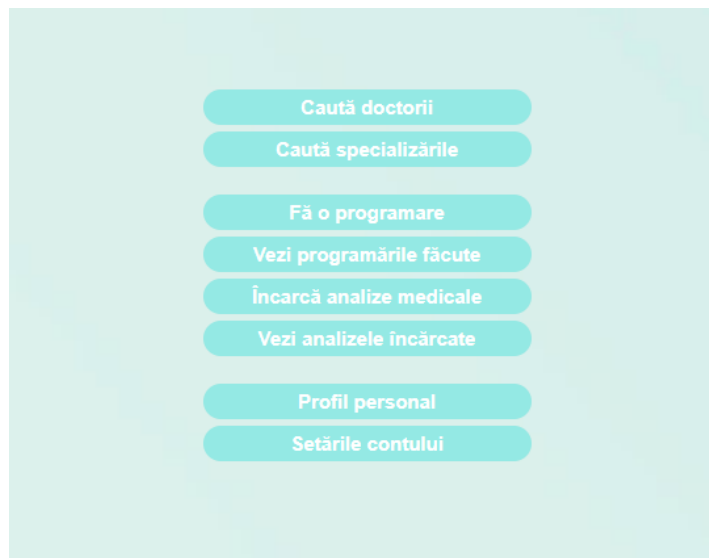 Caută doctorii
Caută specializările
Fă o programare
Vezi programările făcute
Încarcă analize medicale
Vezi analizele încărcate
Profil personal
Setările contului